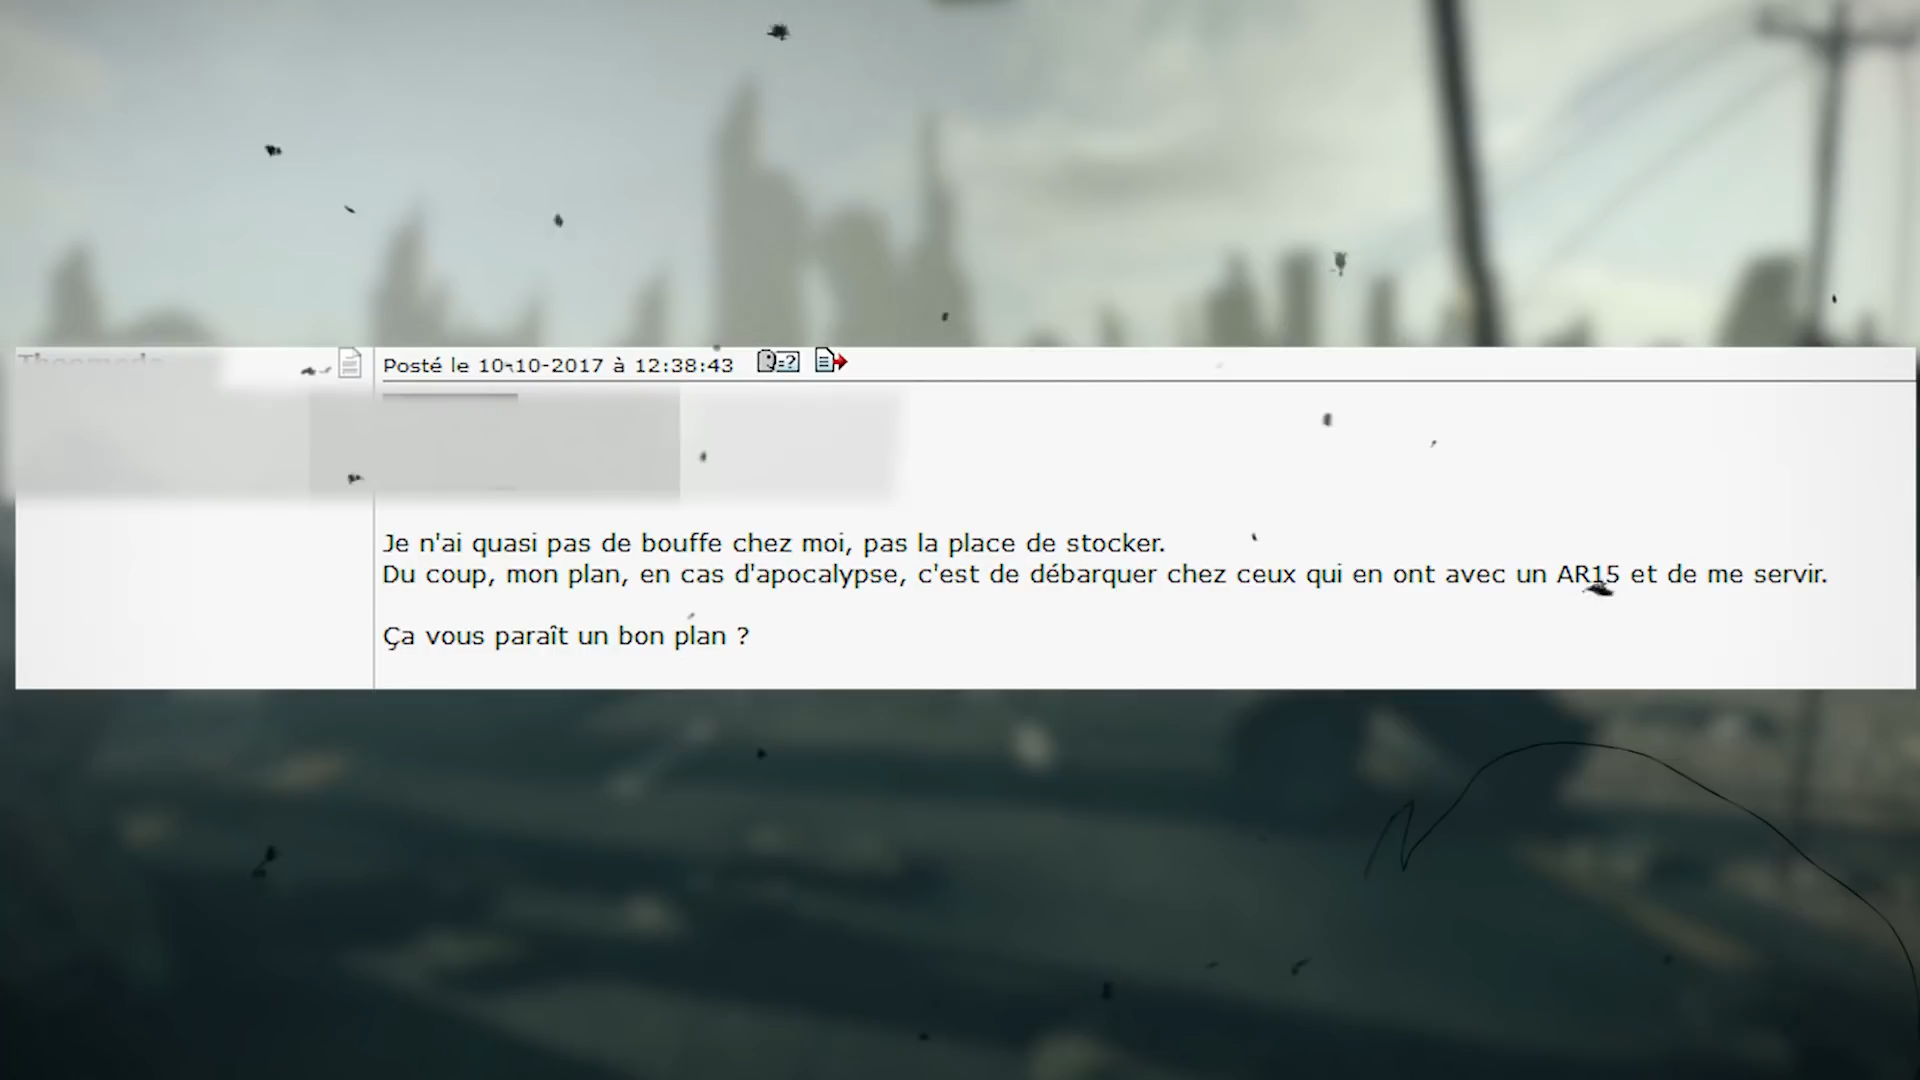 Posté le 10-10-2017 à 12:38:43
Je n'ai quasi pas de bouffe chez moi, pas la place de stocker.
Du coup, mon plan, en cas d'apocalypse, c'est de débarquer chez ceux qui en ont avec un AR15 et de me servir.
Ça vous paraît un bon plan ?